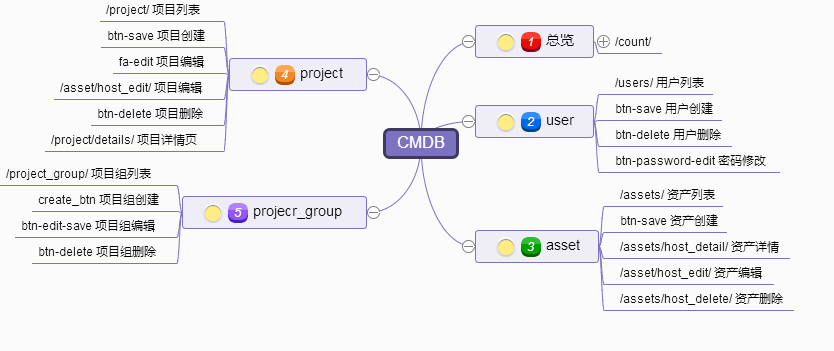 CMDB
1 总览
/count/
2 user
/users/ 用户列表
btn-save 用户创建
btn-delete 用户删除
btn-password-edit 密码修改
3 asset
/assets/ 资产列表
btn-save 资产创建
/assets/host_detail/ 资产详情
/asset/host_edit/ 资产编辑
/assets/host_delete/ 资产删除
4 project
/project/ 项目列表
btn-save 项目创建
fa-edit 项目编辑
/asset/host_edit/ 项目编辑
btn-delete 项目删除
/project/details/ 项目详情页
5 projecr_group
/project_group/ 项目组列表
create_btn 项目组创建
btn-edit-save 项目组编辑
btn-delete 项目组删除